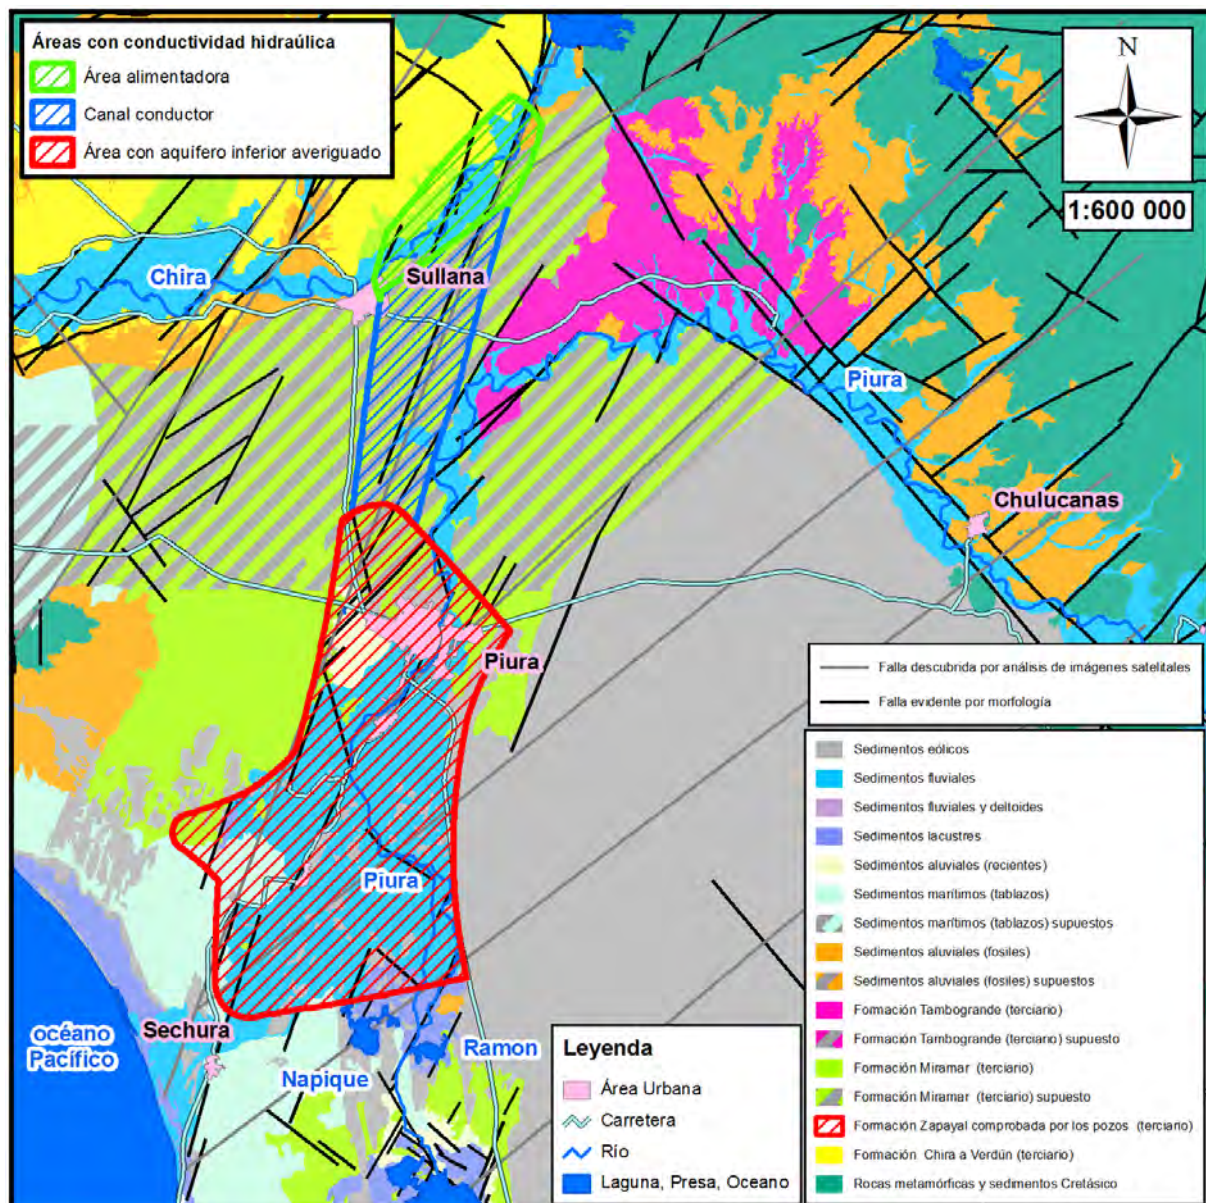 Áreas con conductividad hidraúlica
Área alimentadora
Canal conductor
Área con aquífero inferior averiguado
N
1:600 000
Chira
Sullana
Piura
Chulucanas
Piura
Piura
Sechura
océano
Pacífico
Napique
Ramon
Falla descubrida por análisis de imágenes satelitales
Falla evidente por morfología
Sedimentos eólicos
Sedimentos fluviales
Sedimentos fluviales y deltoides
Sedimentos lacustres
Sedimentos aluviales (recientes)
Sedimentos marítimos (tablazos)
Sedimentos marítimos (tablazos) supuestos
Sedimentos aluviales (fosiles)
Sedimentos aluviales (fosiles) supuestos
Formación Tambogrande (terciario)
Formación Tambogrande (terciario) supuesto
Formación Miramar (terciario)
Formación Miramar (terciario) supuesto
Formación Zapayal comprobada por los pozos (terciario)
Formación Chira a Verdún (terciario)
Rocas metamórficas y sedimentos Cretásico
Leyenda
Área Urbana
Carretera
Río
Laguna, Presa, Oceano